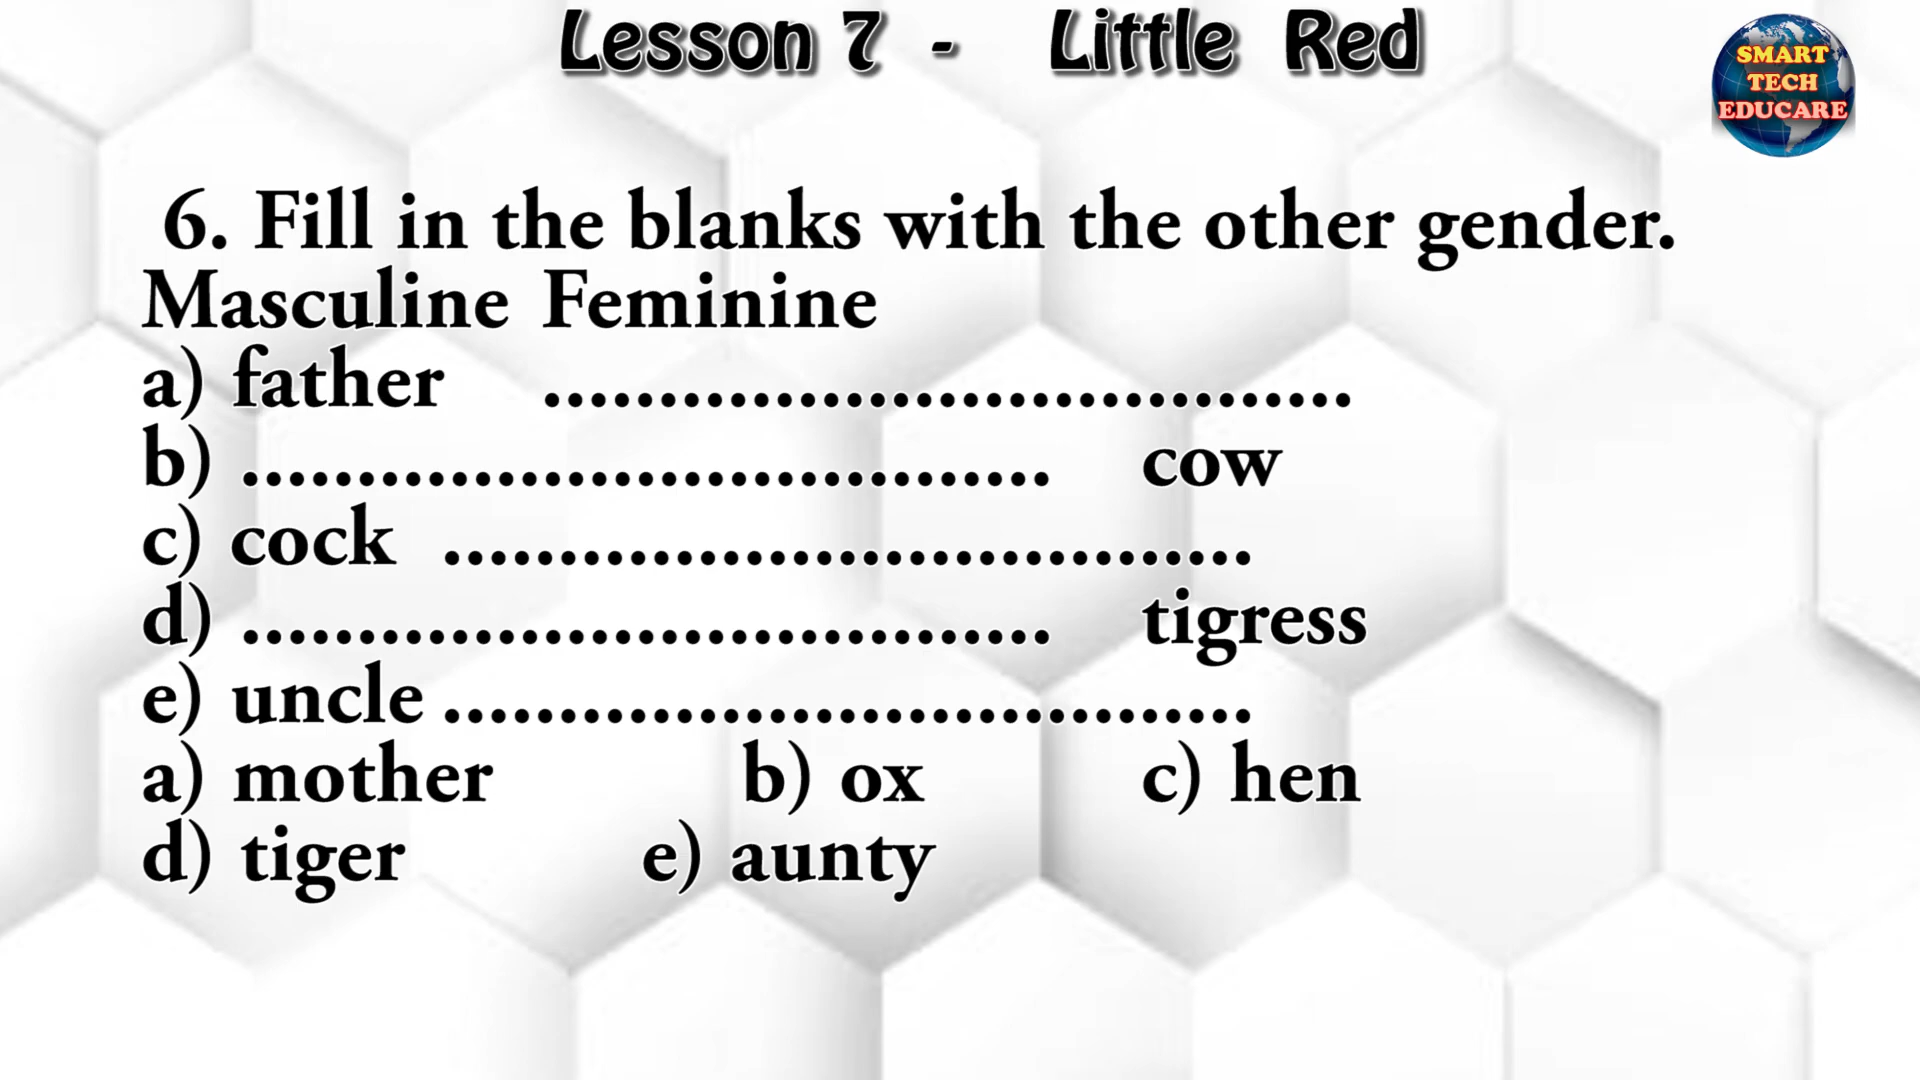 Lesson 7 - Little Red
SMART
TECH
EDUCARE
6. Fill in the blanks with the other gender.
Masculine Feminine
a) father ...................................
b) ................................... cow
c) cock ...................................
d) ................................... tigress
e) uncle ...................................
a) mother b) ox c) hen
d) tiger e) aunty